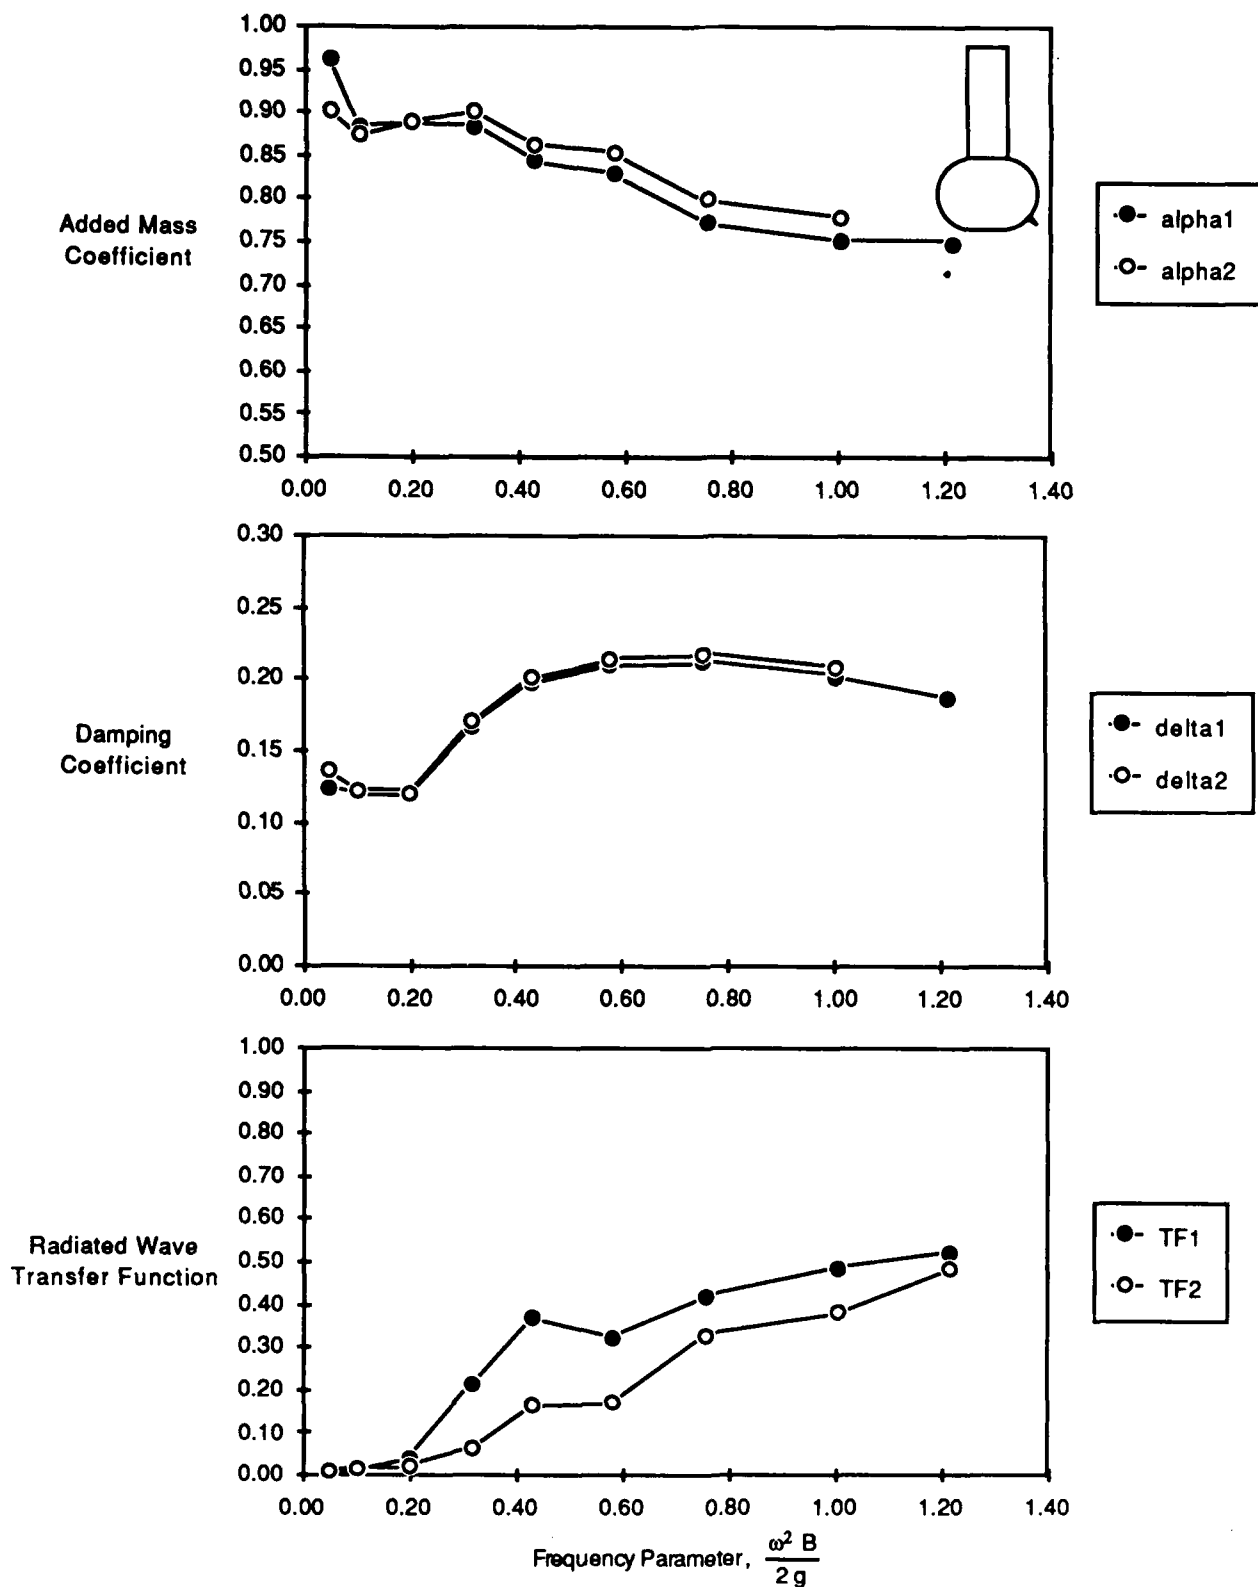 1.00
0.95
0.90
0.85
0.80
0.75
0.70
0.65
0.60
0.55
0.50
Added Mass
Coefficient
0.00 0.20 0.40 0.60 0.80 1.00 1.20 1.40
alpha1
alpha2
0.30
0.25
0.20
0.15
0.10
0.05
0.00
Damping
Coefficient
0.00 0.20 0.40 0.60 0.80 1.00 1.20 1.40
delta1
delta2
1.00
0.90
0.80
0.70
0.60
0.50
0.40
0.30
0.20
0.10
0.00
Radiated Wave
Transfer Function
0.00 0.20 0.40 0.60 0.80 1.00 1.20 1.40
TF1
TF2
Frequency Parameter, ω² B
2 g